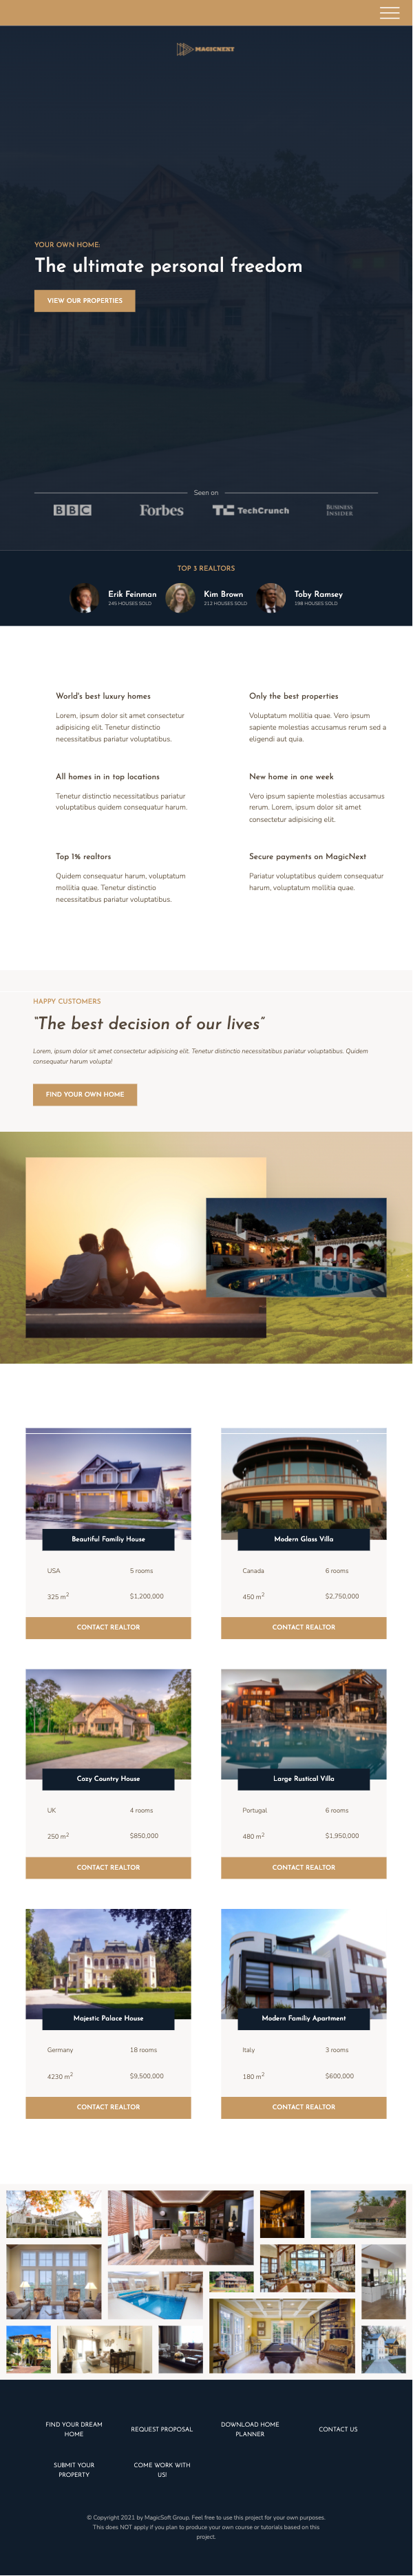 MAGICNEXT
YOUR OWN HOME:
The ultimate personal freedom
VIEW OUR PROPERTIES
Seen on
BBC
Forbes
TC TechCrunch
BUSINESS
INSIDER
TOP 3 REALTORS
Erik Feinman
245 HOUSES SOLD
Kim Brown
212 HOUSES SOLD
Toby Ramsey
198 HOUSES SOLD
World's best luxury homes
Lorem, ipsum dolor sit amet consectetur
adipisicing elit. Tenetur distinctio
necessitatibus pariatur voluptatibus.
Only the best properties
Voluptatum mollitia quae. Vero ipsum
sapiente molestias accusamus rerum sed a
eligendi aut quia.
All homes in in top locations
Tenetur distinctio necessitatibus pariatur
voluptatibus quidem consequatur harum.
New home in one week
Vero ipsum sapiente molestias accusamus
rerum. Lorem, ipsum dolor sit amet
consectetur adipisicing elit.
Top 1% realtors
Quidem consequatur harum, voluptatum
mollitia quae. Tenetur distinctio
necessitatibus pariatur voluptatibus.
Secure payments on MagicNext
Pariatur voluptatibus quidem consequatur
harum, voluptatum mollitia quae.
HAPPY CUSTOMERS
"The best decision of our lives"
Lorem, ipsum dolor sit amet consectetur adipisicing elit. Tenetur distinctio necessitatibus pariatur voluptatibus. Quidem
consequatur harum volupta!
FIND YOUR OWN HOME
Beautiful Familiy House
USA
5 rooms
325 m2
$1,200,000
CONTACT REALTOR
Modern Glass Villa
Canada
6 rooms
450 m2
$2,750,000
CONTACT REALTOR
Cozy Country House
UK
4 rooms
250 m2
$850,000
CONTACT REALTOR
Large Rustical Villa
Portugal
6 rooms
480 m2
$1,950,000
CONTACT REALTOR
Majestic Palace House
Germany
18 rooms
4230 m2
$9,500,000
CONTACT REALTOR
Modern Familiy Apartment
Italy
3 rooms
180 m2
$600,000
CONTACT REALTOR
FIND YOUR DREAM
HOME
REQUEST PROPOSAL
DOWNLOAD HOME
PLANNER
CONTACT US
SUBMIT YOUR
PROPERTY
COME WORK WITH
US!
© Copyright 2021 by MagicSoft Group. Feel free to use this project for your own purposes.
This does NOT apply if you plan to produce your own course or tutorials based on this
project.